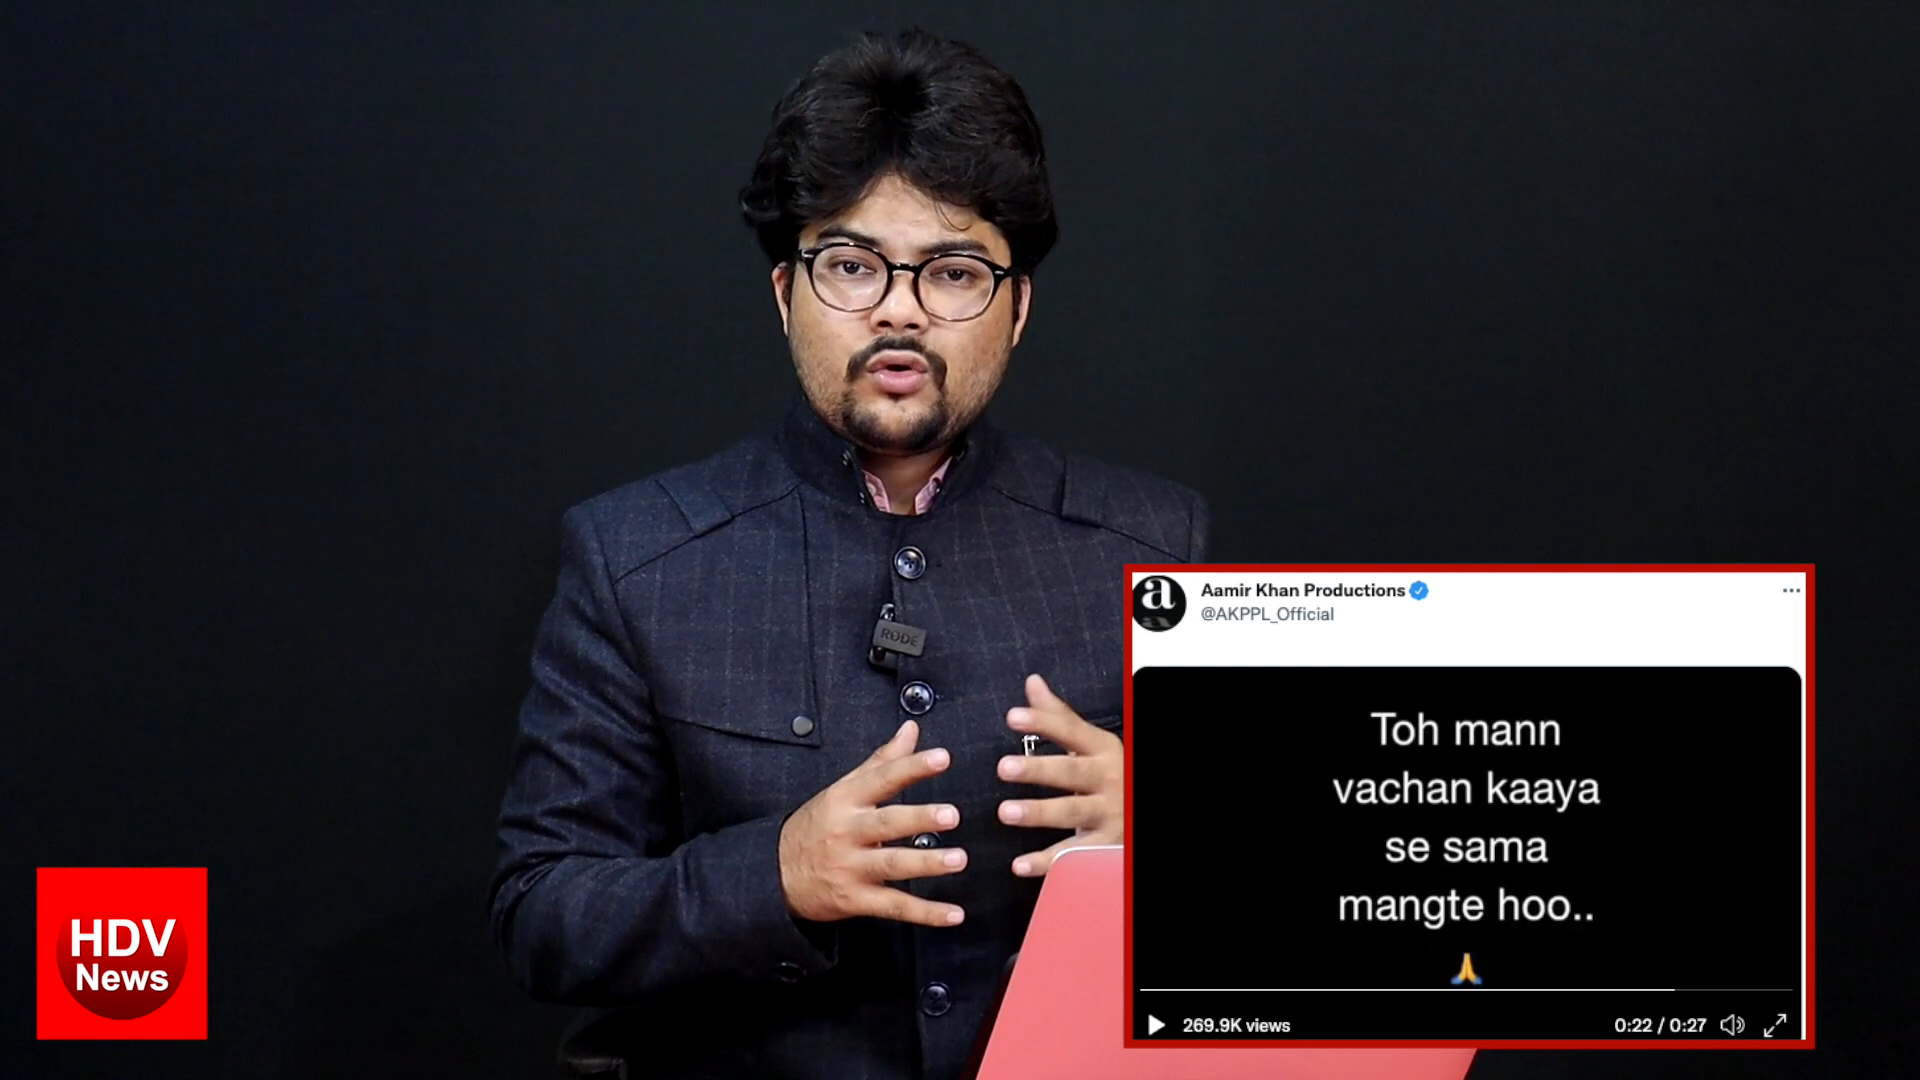 RØDE
HDV
News
a
Aamir Khan Productions
@AKPPL_Official
Toh mann
vachan kaaya
se sama
mangte hoo..
🙏
269.9K views
0:22 / 0:27